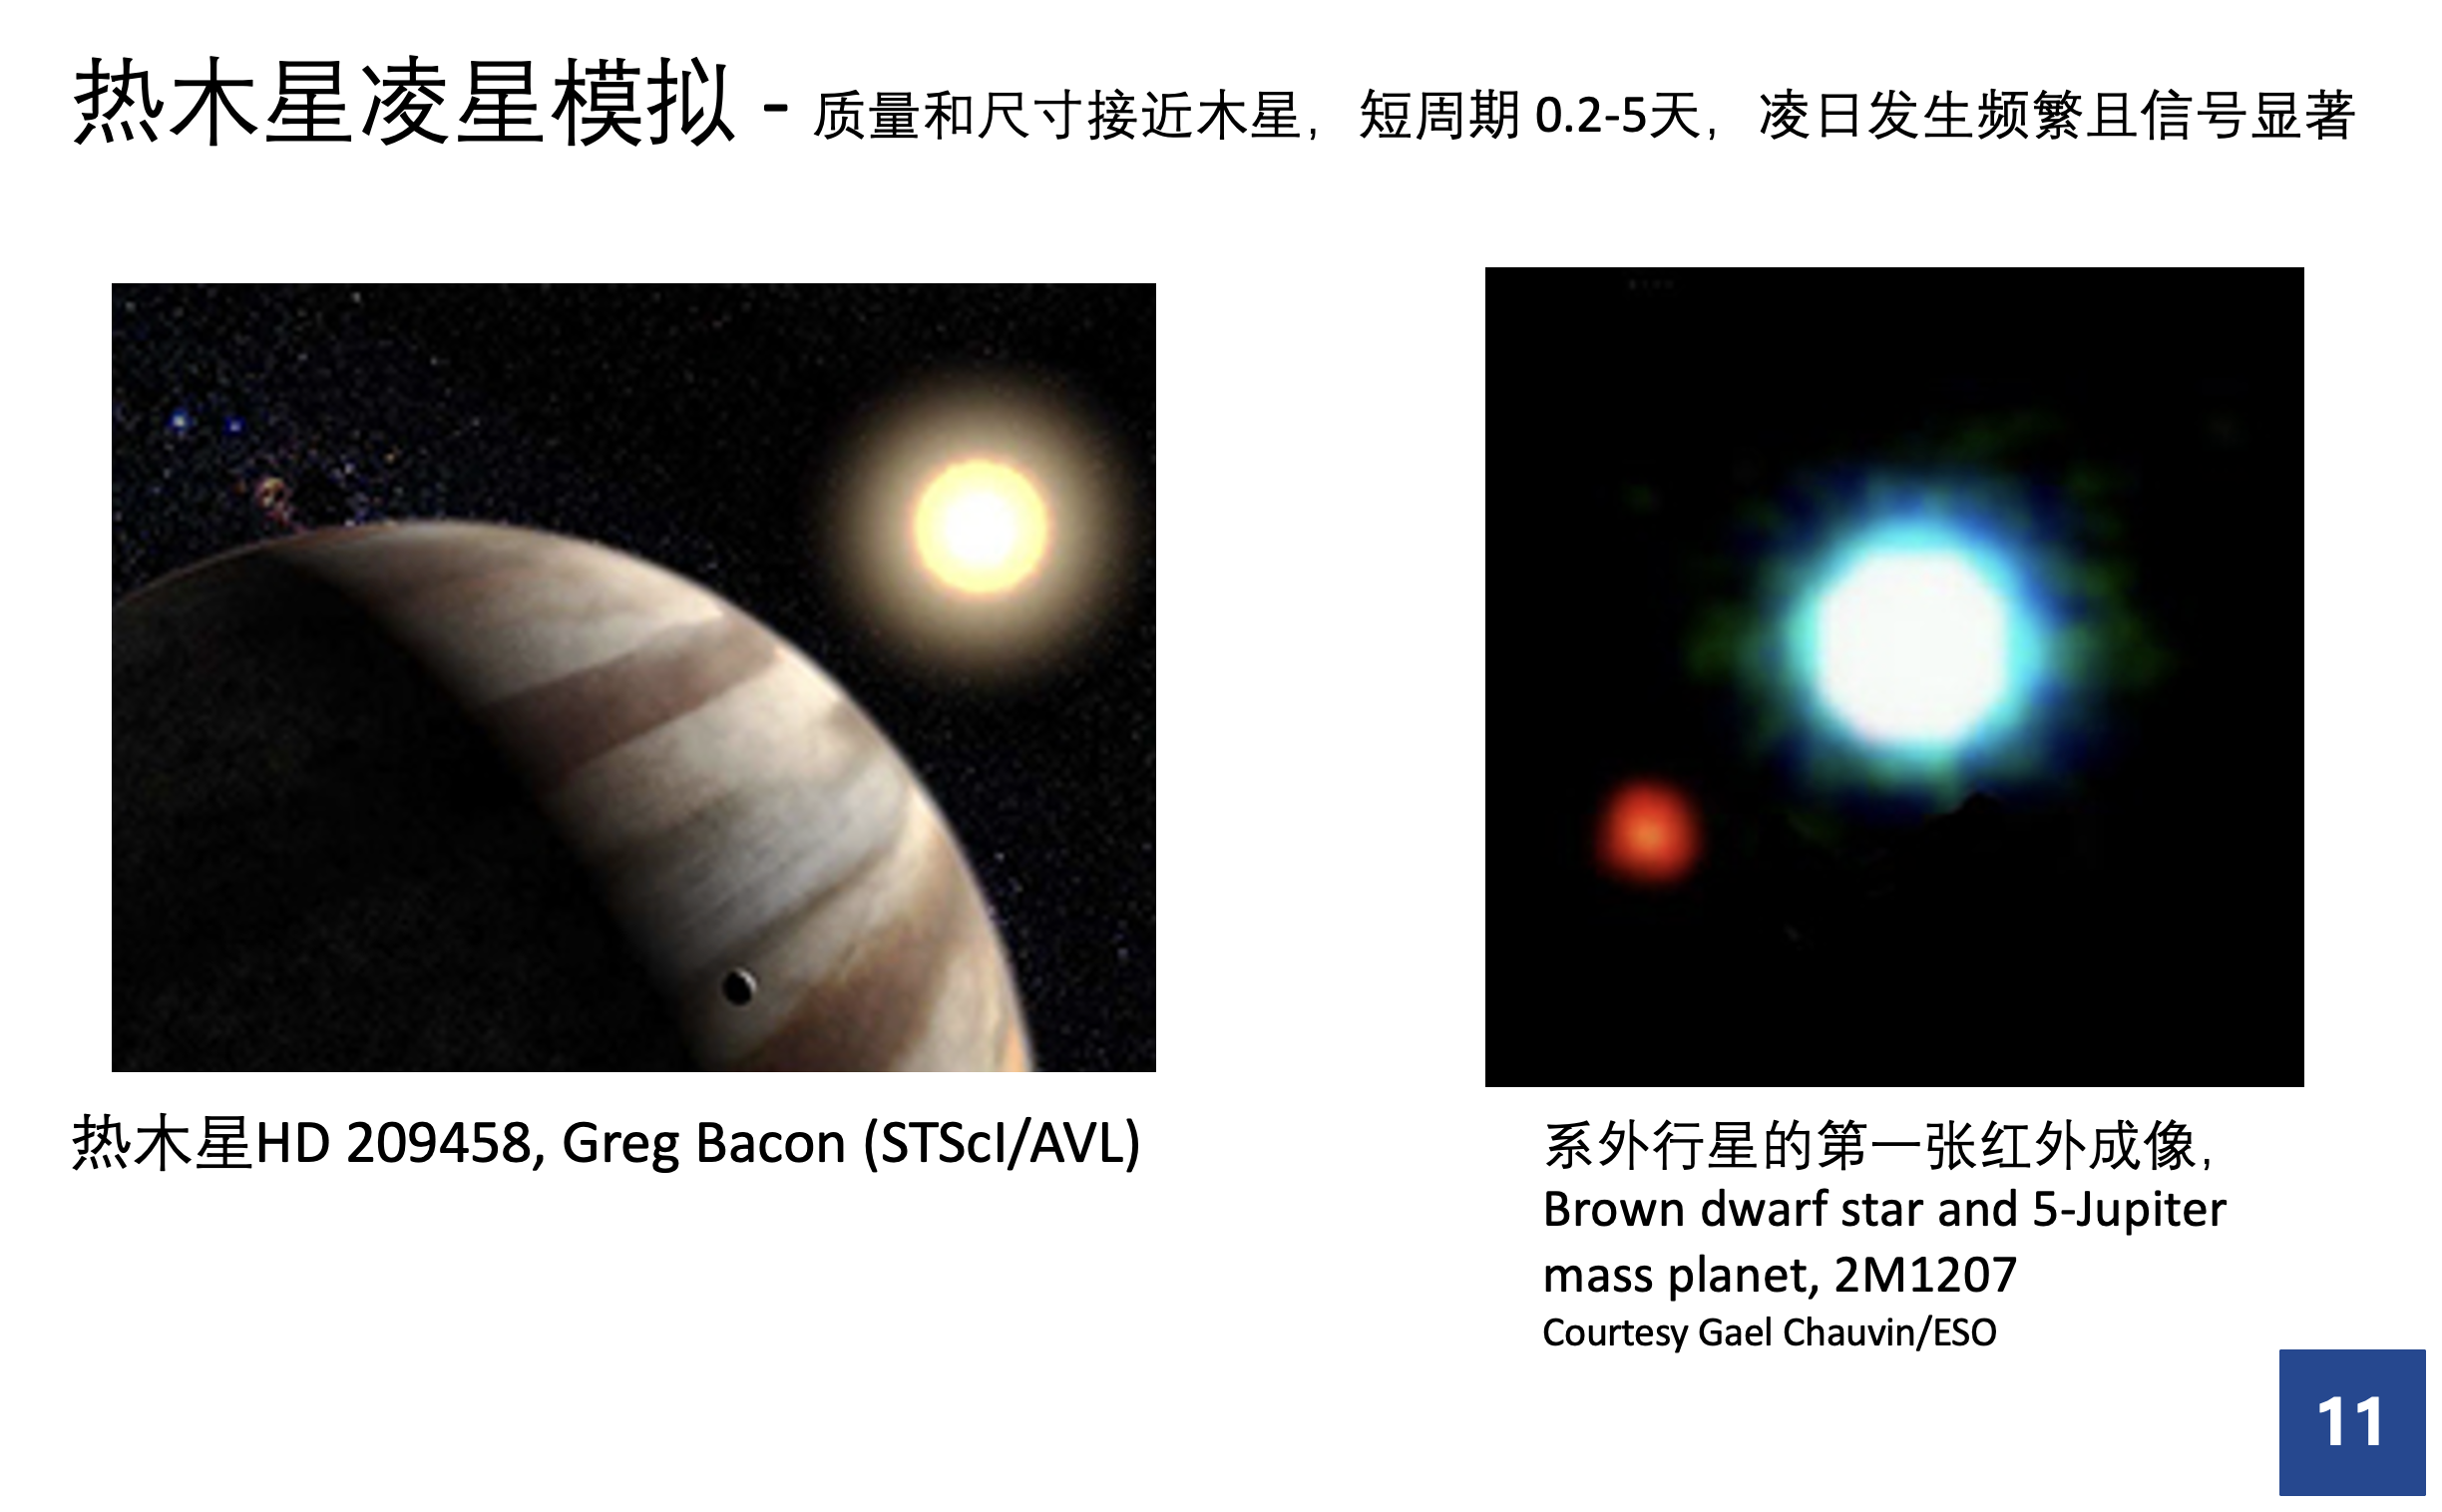 热木星凌星模拟 - 质量和尺寸接近木星, 短周期 0.2-5天, 凌日发生频繁且信号显著
热木星HD 209458, Greg Bacon (STScI/AVL)
系外行星的第一张红外成像,
Brown dwarf star and 5-Jupiter
mass planet, 2M1207
Courtesy Gael Chauvin/ESO
11